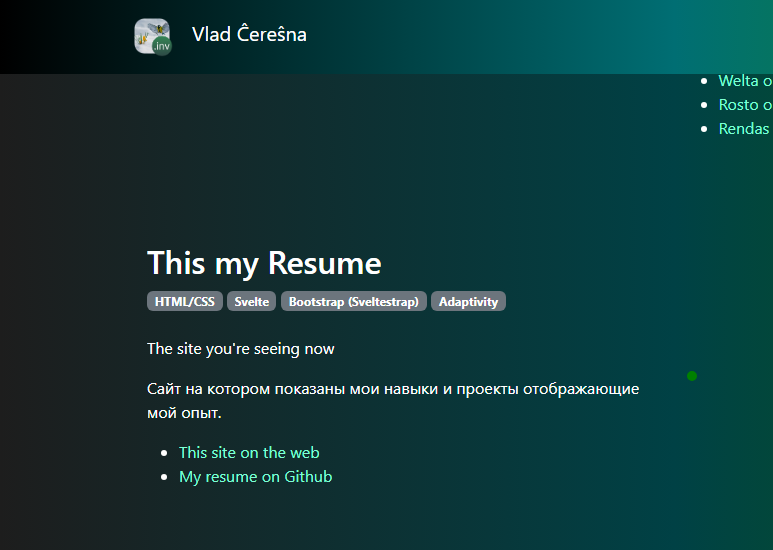 .inv
Vlad Ĉereŝna
Welta o
Rosto o
Rendas
This my Resume
HTML/CSS Svelte Bootstrap (Sveltestrap) Adaptivity
The site you're seeing now
Сайт на котором показаны мои навыки и проекты отображающие
мой опыт.
This site on the web
My resume on Github